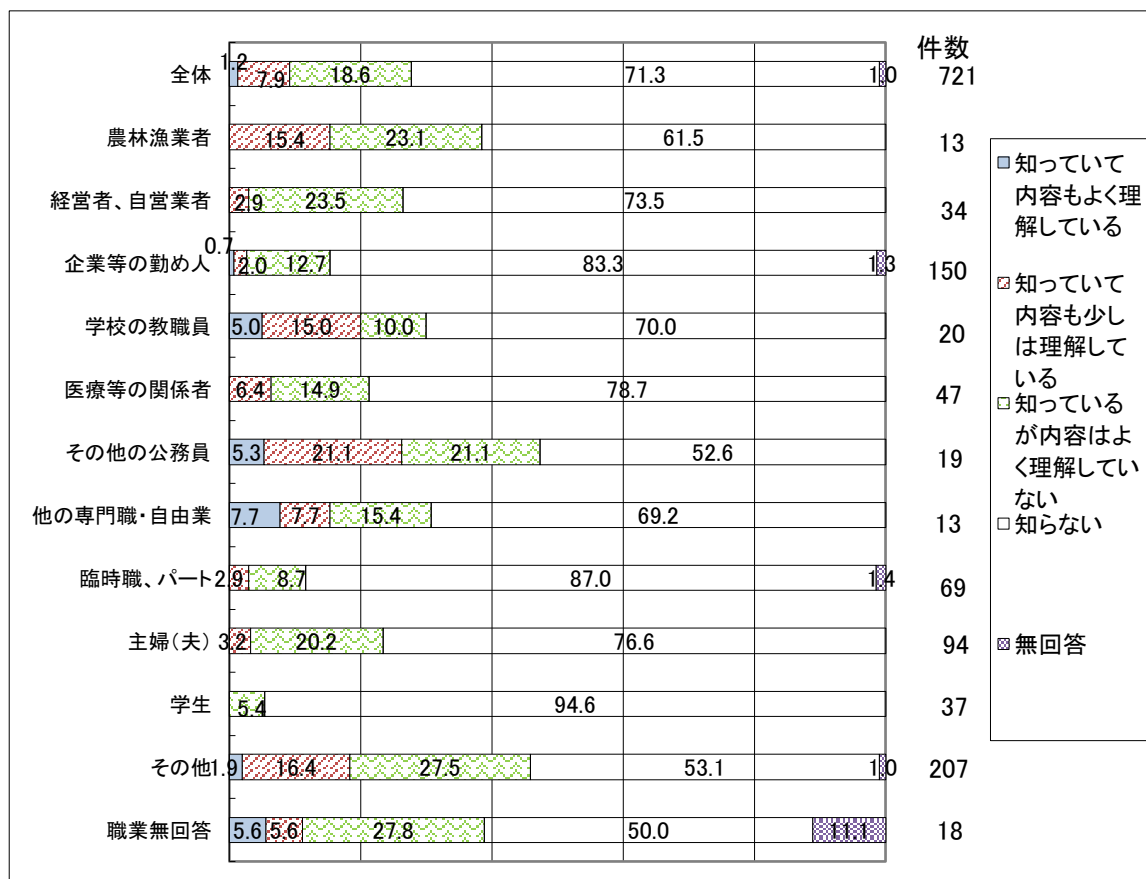 件数
全体 1.2 7.9 18.6 71.3 1.0 721
農林漁業者 15.4 23.1 61.5 13
経営者、自営業者 2.9 23.5 73.5 34
企業等の勤め人 0.7 2.0 12.7 83.3 1.3 150
学校の教職員 5.0 15.0 10.0 70.0 20
医療等の関係者 6.4 14.9 78.7 47
その他の公務員 5.3 21.1 21.1 52.6 19
他の専門職・自由業 7.7 7.7 15.4 69.2 13
臨時職、パート 2.9 8.7 87.0 1.4 69
主婦(夫) 3.2 20.2 76.6 94
学生 5.4 94.6 37
その他 1.9 16.4 27.5 53.1 1.0 207
職業無回答 5.6 5.6 27.8 50.0 11.1 18
知っていて
内容もよく理
解している
知っていて
内容も少し
は理解して
いる
知っている
が内容はよ
く理解してい
ない
知らない
無回答